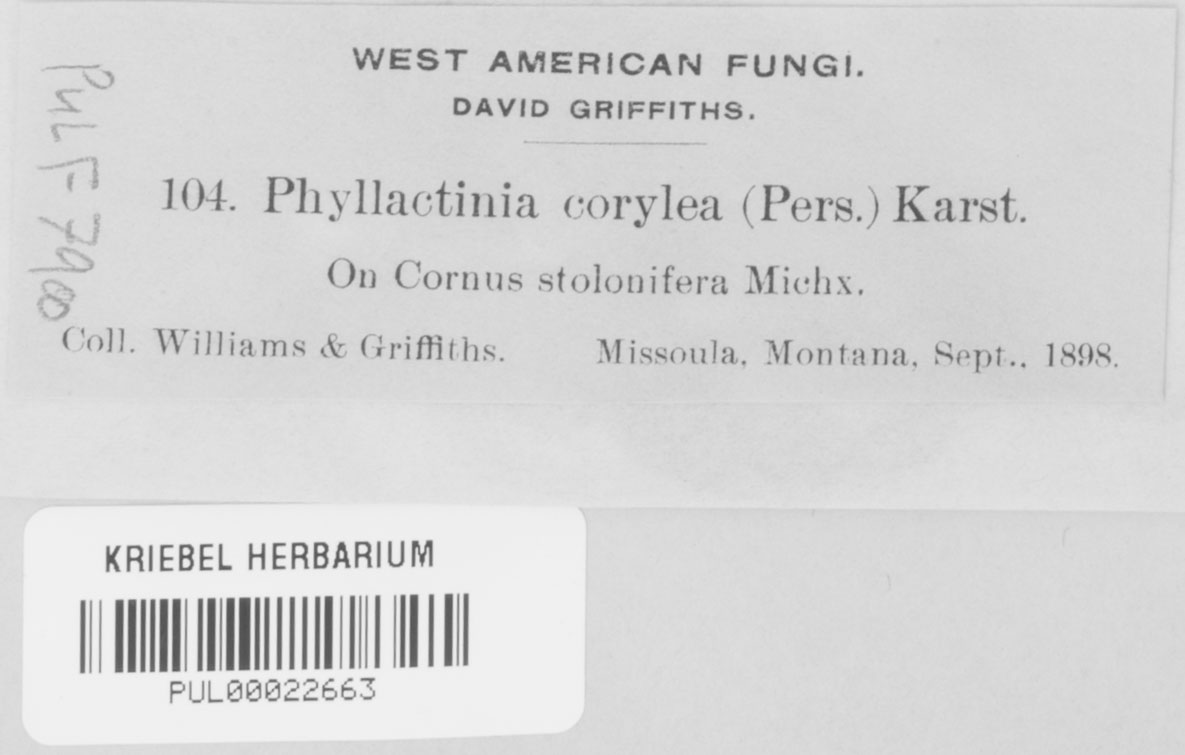 WEST AMERICAN FUNGI.
DAVID GRIFFITHS.
104. Phyllactinia corylea (Pers.) Karst.
On Cornus stolonifera Michx.
Coll. Williams & Griffiths. Missoula, Montana, Sept., 1898.
PUL F 7900
KRIEBEL HERBARIUM
PUL00022663